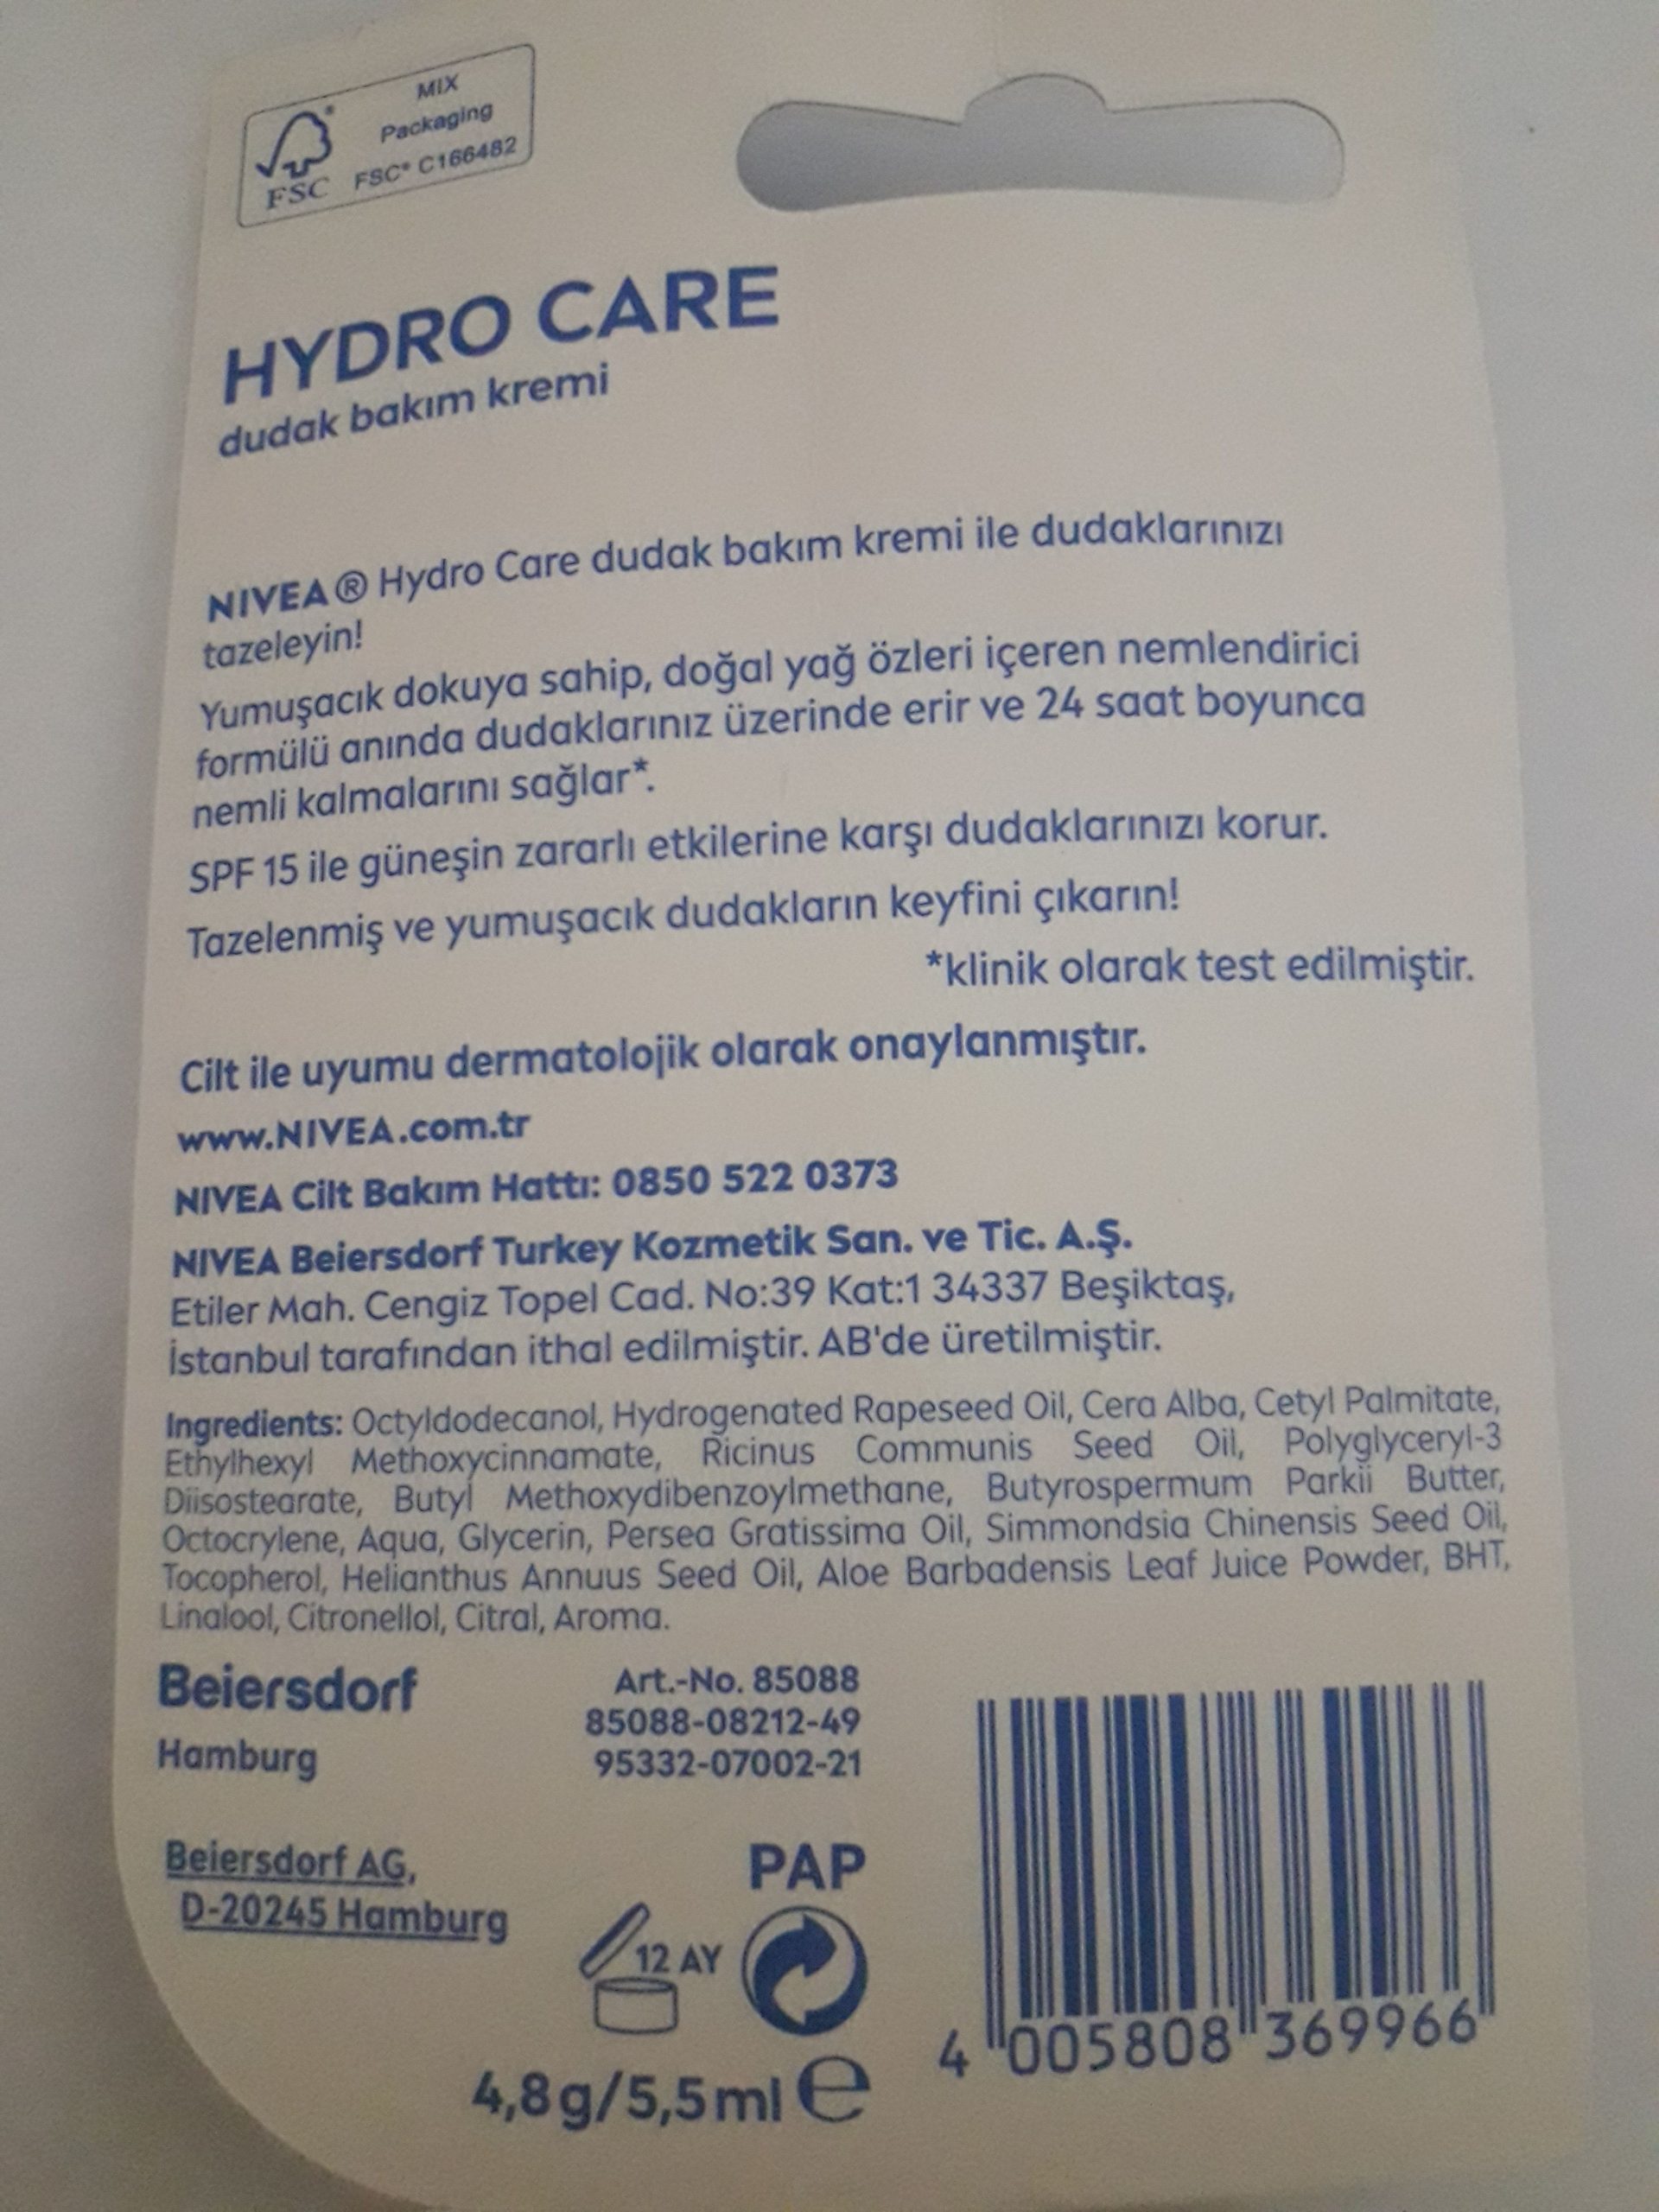 MIX
Packaging
FSC® C166482
FSC
HYDRO CARE
dudak bakım kremi
NIVEA® Hydro Care dudak bakım kremi ile dudaklarınızı
tazeleyin!
Yumuşacık dokuya sahip, doğal yağ özleri içeren nemlendirici
formülü anında dudaklarınız üzerinde erir ve 24 saat boyunca
nemli kalmalarını sağlar*.
SPF 15 ile güneşin zararlı etkilerine karşı dudaklarınızı korur.
Tazelenmiş ve yumuşacık dudakların keyfini çıkarın!
*klinik olarak test edilmiştir.
Cilt ile uyumu dermatolojik olarak onaylanmıştır.
www.NIVEA.com.tr
NIVEA Cilt Bakım Hattı: 0850 522 0373
NIVEA Beiersdorf Turkey Kozmetik San. ve Tic. A.Ş.
Etiler Mah. Cengiz Topel Cad. No:39 Kat:1 34337 Beşiktaş,
İstanbul tarafından ithal edilmiştir. AB'de üretilmiştir.
Ingredients: Octyldodecanol, Hydrogenated Rapeseed Oil, Cera Alba, Cetyl Palmitate,
Ethylhexyl Methoxycinnamate, Ricinus Communis Seed Oil, Polyglyceryl-3
Diisostearate, Butyl Methoxydibenzoylmethane, Butyrospermum Parkii Butter,
Octocrylene, Aqua, Glycerin, Persea Gratissima Oil, Simmondsia Chinensis Seed Oil,
Tocopherol, Helianthus Annuus Seed Oil, Aloe Barbadensis Leaf Juice Powder, BHT,
Linalool, Citronellol, Citral, Aroma.
Beiersdorf
Hamburg
Art.-No. 85088
85088-08212-49
95332-07002-21
Beiersdorf AG,
D-20245 Hamburg
PAP
12 AY
4,8g/5,5ml e
4 005808 369966